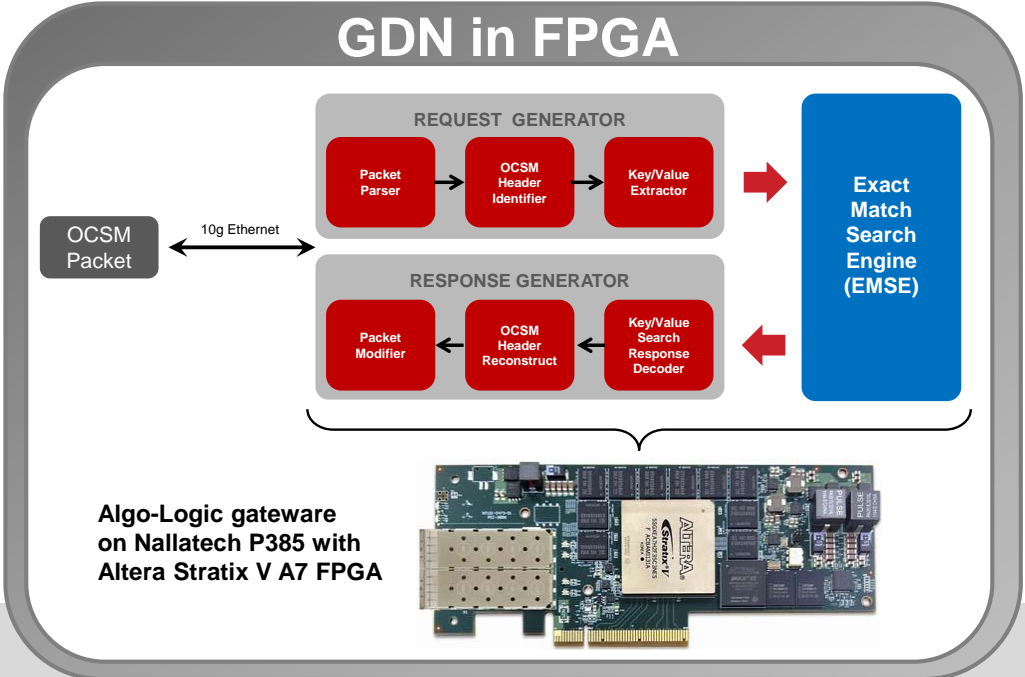 GDN in FPGA
REQUEST GENERATOR
Packet
Parser
OCSM
Header
Identifier
Key/Value
Extractor
Exact
Match
Search
Engine
(EMSE)
OCSM
Packet
10g Ethernet
RESPONSE GENERATOR
Packet
Modifier
OCSM
Header
Reconstruct
Key/Value
Search
Response
Decoder
Algo-Logic gateware
on Nallatech P385 with
Altera Stratix V A7 FPGA
ALTERA
Stratix V
PULSE
PULSE